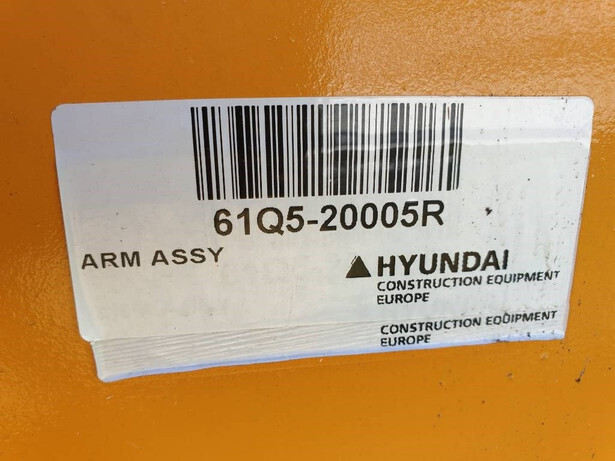 61Q5-20005R
ARM ASSY
HYUNDAI
CONSTRUCTION EQUIPMENT
EUROPE
CONSTRUCTION EQUIPMENT
EUROPE